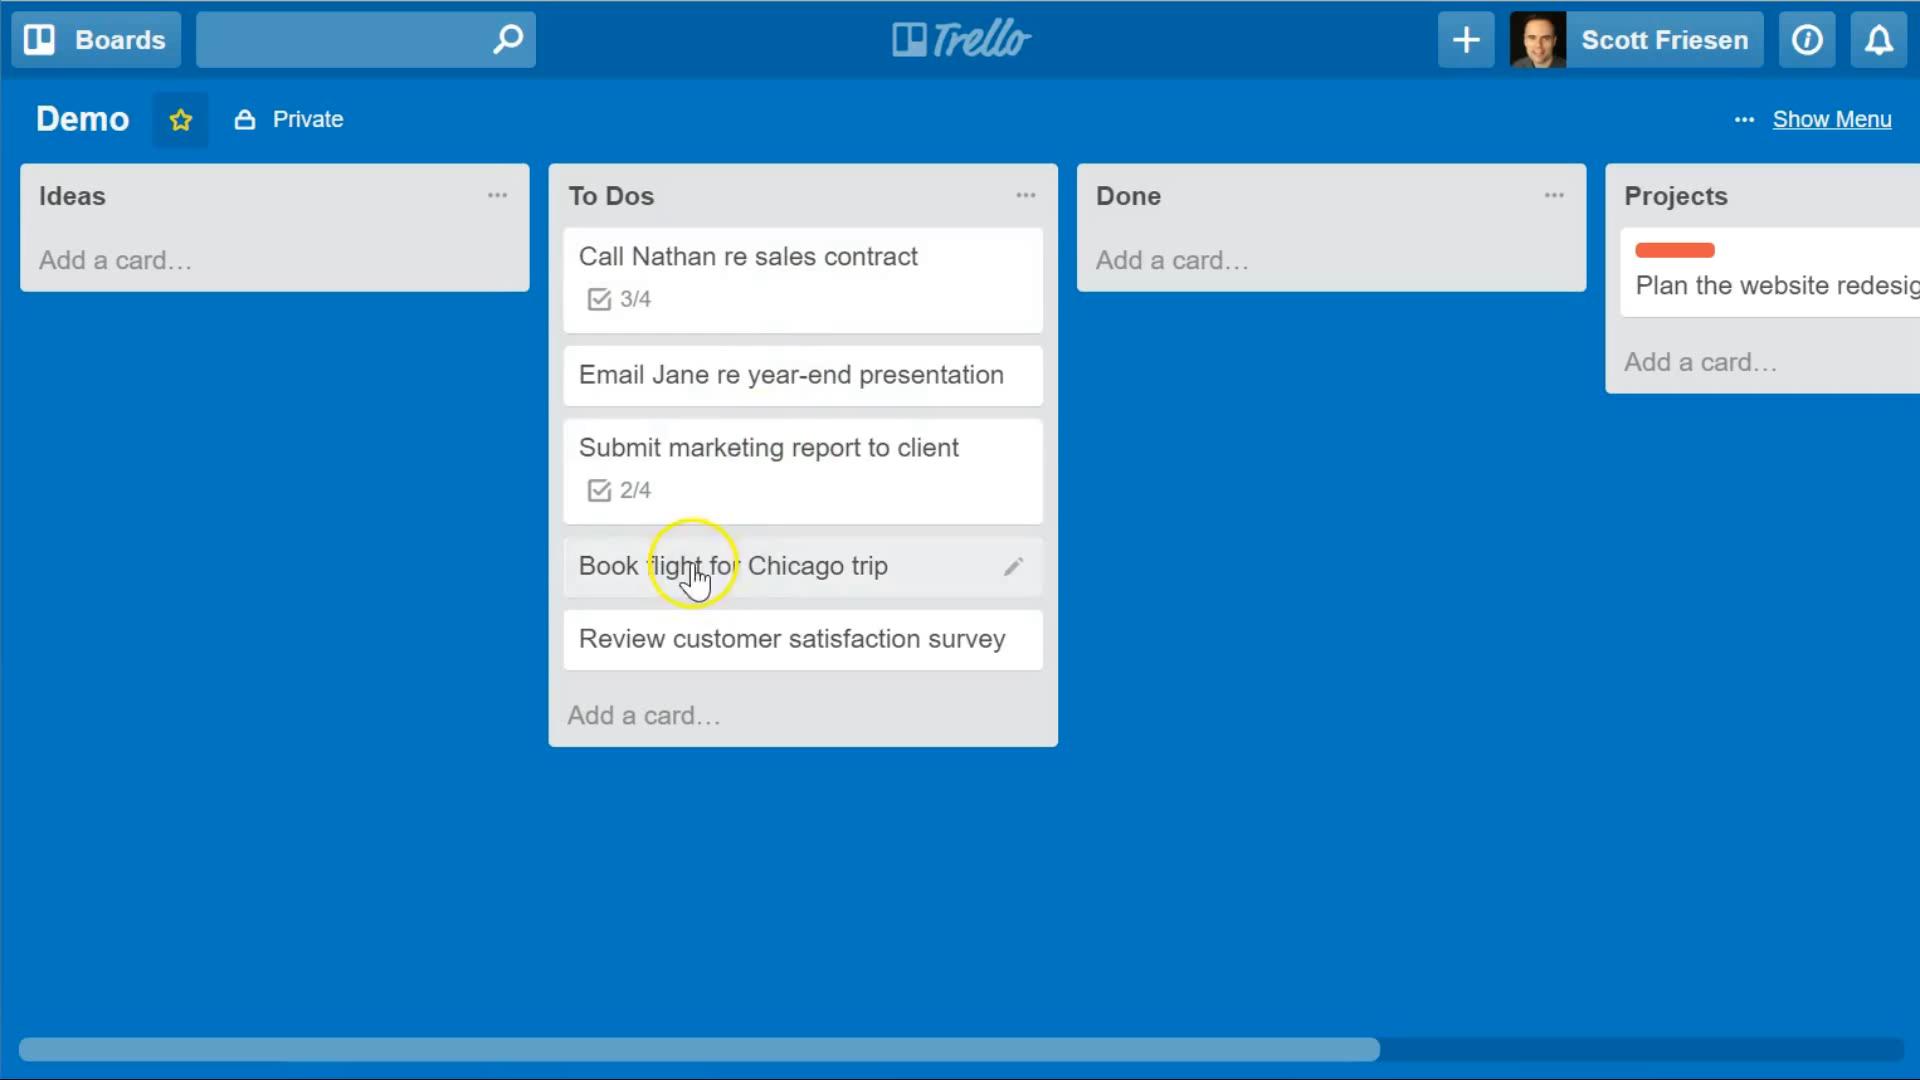 Boards
Trello
Scott Friesen
Demo
Private
Show Menu
Ideas
Add a card…
To Dos
Call Nathan re sales contract
3/4
Email Jane re year-end presentation
Submit marketing report to client
2/4
Book flight for Chicago trip
Review customer satisfaction survey
Add a card…
Done
Add a card…
Projects
Plan the website redesig
Add a card…